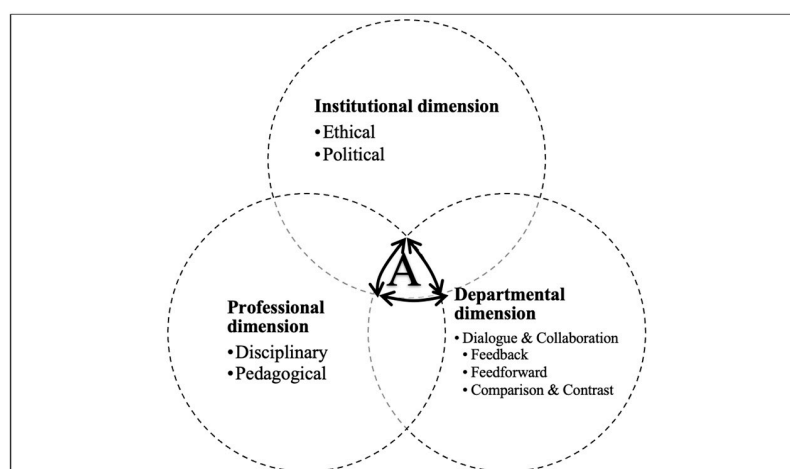 Institutional dimension
•Ethical
•Political
A
Professional
dimension
•Disciplinary
•Pedagogical
Departmental
dimension
•Dialogue & Collaboration
•Feedback
•Feedforward
•Comparison & Contrast